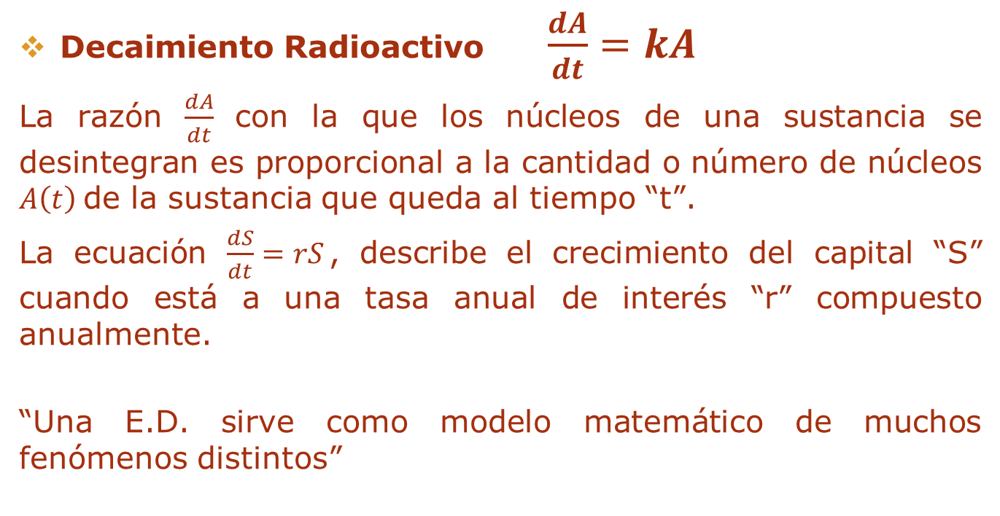 ❖ Decaimiento Radioactivo dA/dt = kA
La razón dA/dt con la que los núcleos de una sustancia se
desintegran es proporcional a la cantidad o número de núcleos
A(t) de la sustancia que queda al tiempo “t”.
La ecuación dS/dt = rS , describe el crecimiento del capital “S”
cuando está a una tasa anual de interés “r” compuesto
anualmente.
“Una E.D. sirve como modelo matemático de muchos
fenómenos distintos”